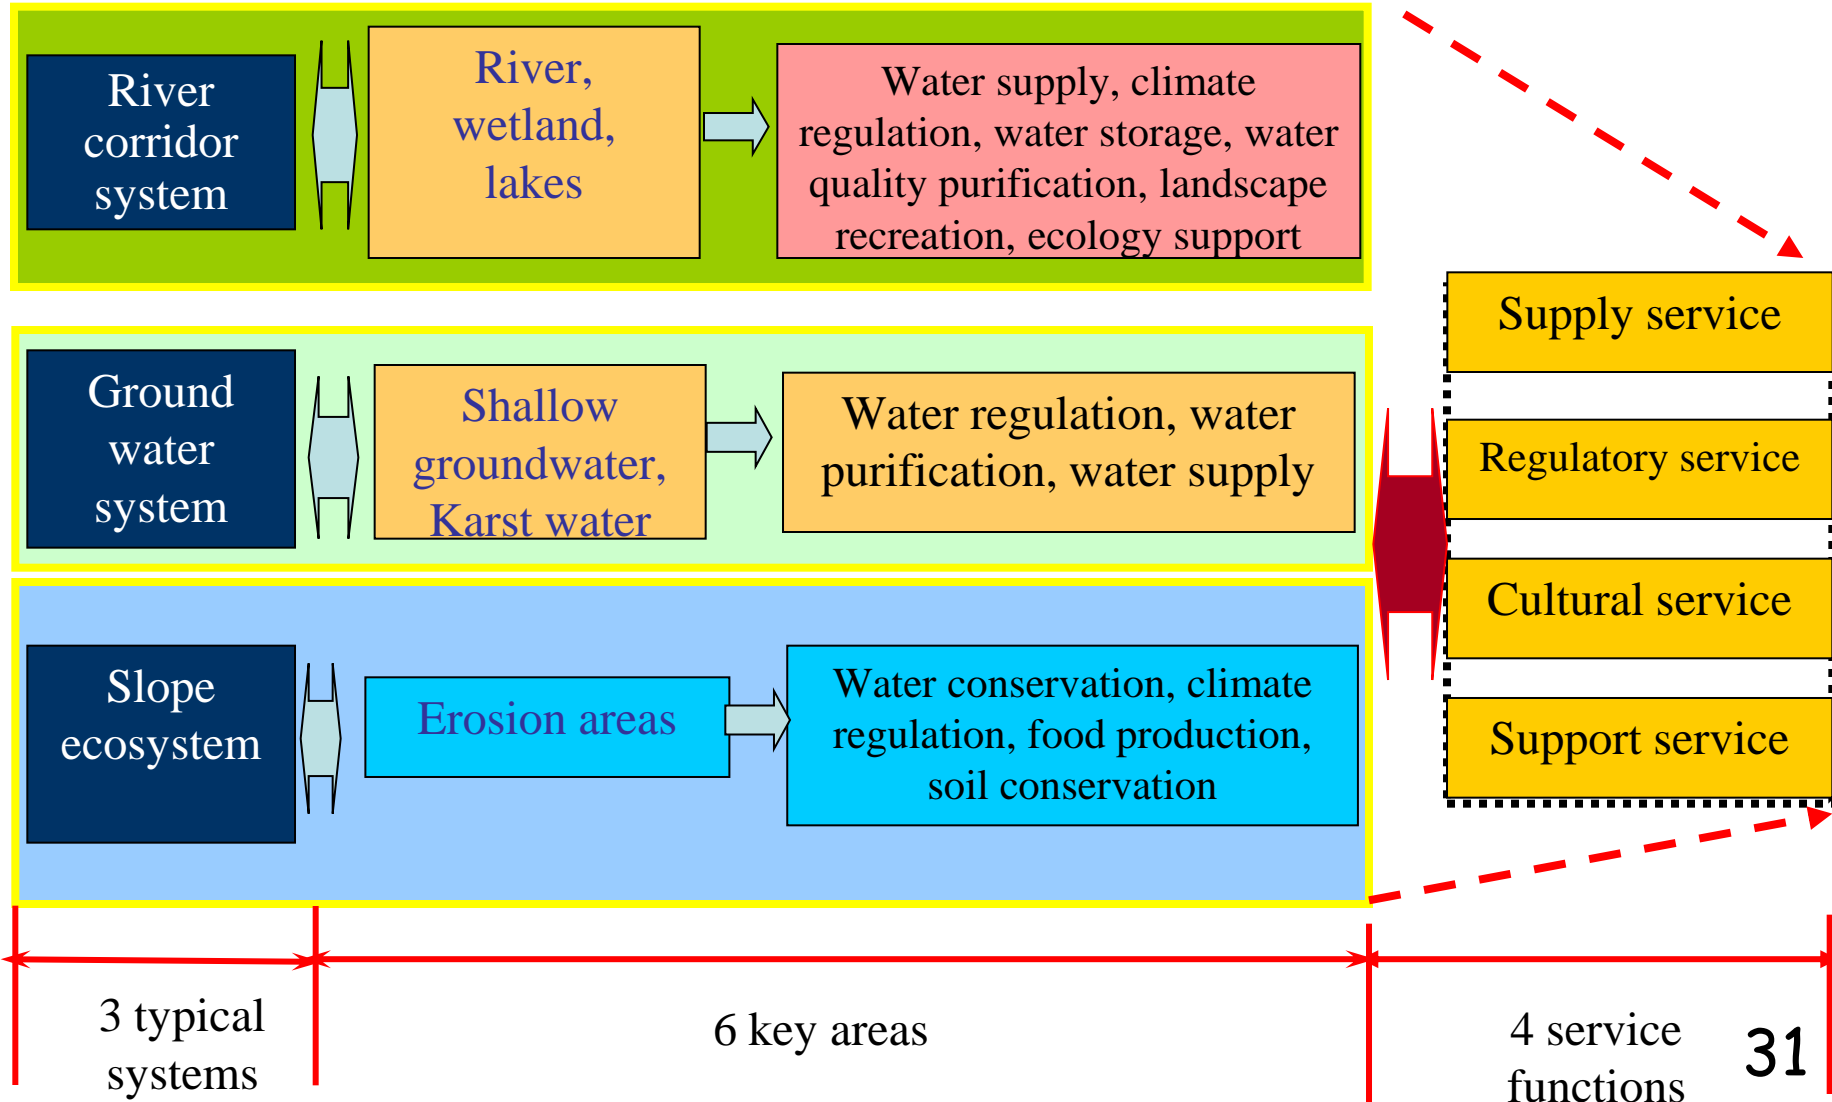 River
corridor
system
River,
wetland,
lakes
Water supply, climate
regulation, water storage, water
quality purification, landscape
recreation, ecology support
Ground
water
system
Shallow
groundwater,
Karst water
Water regulation, water
purification, water supply
Slope
ecosystem
Erosion areas
Water conservation, climate
regulation, food production,
soil conservation
Supply service
Regulatory service
Cultural service
Support service
3 typical
systems
6 key areas
4 service
functions
31